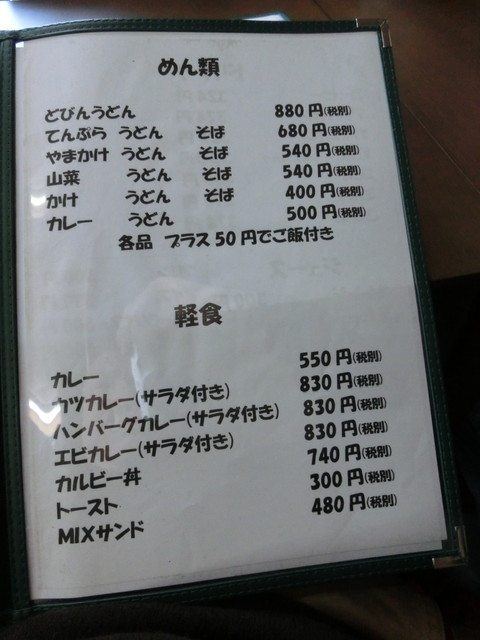 めん類
どびんうどん 880円(税別)
てんぷら うどん そば 680円(税別)
やまかけ うどん そば 540円(税別)
山菜 うどん そば 540円(税別)
かけ うどん そば 400円(税別)
カレー うどん 500円(税別)
各品 プラス50円でご飯付き
軽食
カレー 550円(税別)
カツカレー(サラダ付き) 830円(税別)
ハンバーグカレー(サラダ付き) 830円(税別)
エビカレー(サラダ付き) 830円(税別)
カルビー丼 740円(税別)
トースト 300円(税別)
MIXサンド 480円(税別)